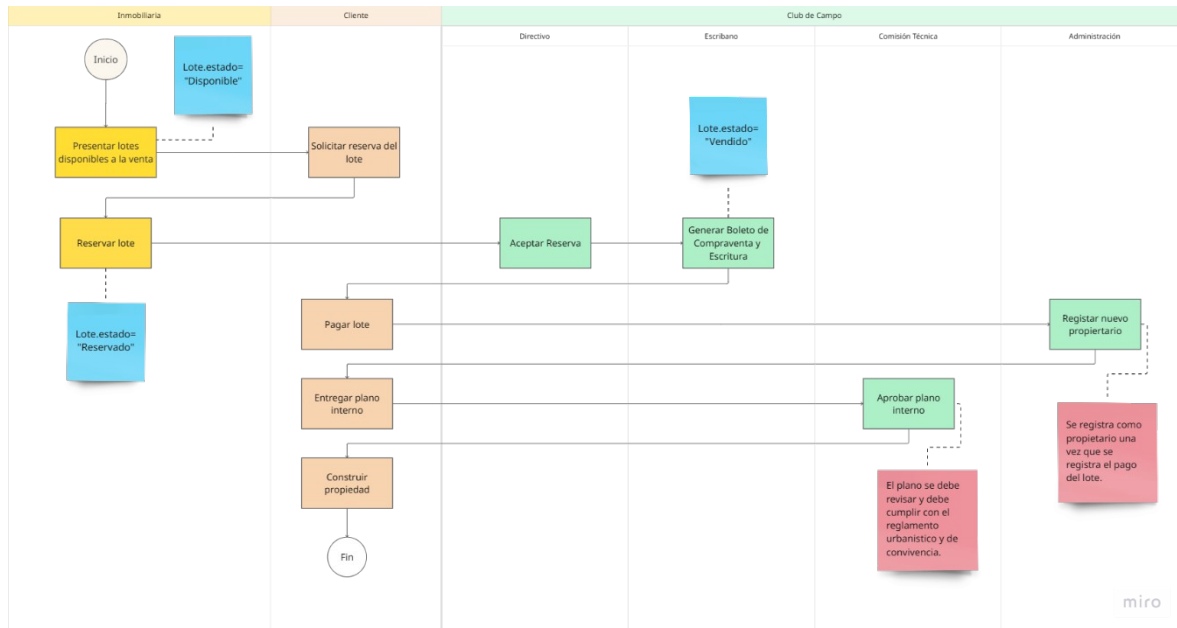 Inmobiliaria
Cliente
Club de Campo
Directivo
Escribano
Comisión Técnica
Administración
Inicio
Lote.estado=
"Disponible"
Presentar lotes
disponibles a la venta
Solicitar reserva del
lote
Lote.estado=
"Vendido"
Reservar lote
Aceptar Reserva
Generar Boleto de
Compraventa y
Escritura
Lote.estado=
"Reservado"
Pagar lote
Registar nuevo
propiertario
Entregar plano
interno
Aprobar plano
interno
Se registra como
propietario una
vez que se
registra el pago
del lote.
Construir
propiedad
El plano se debe
revisar y debe
cumplir con el
reglamento
urbanistico y de
convivencia.
Fin
miro